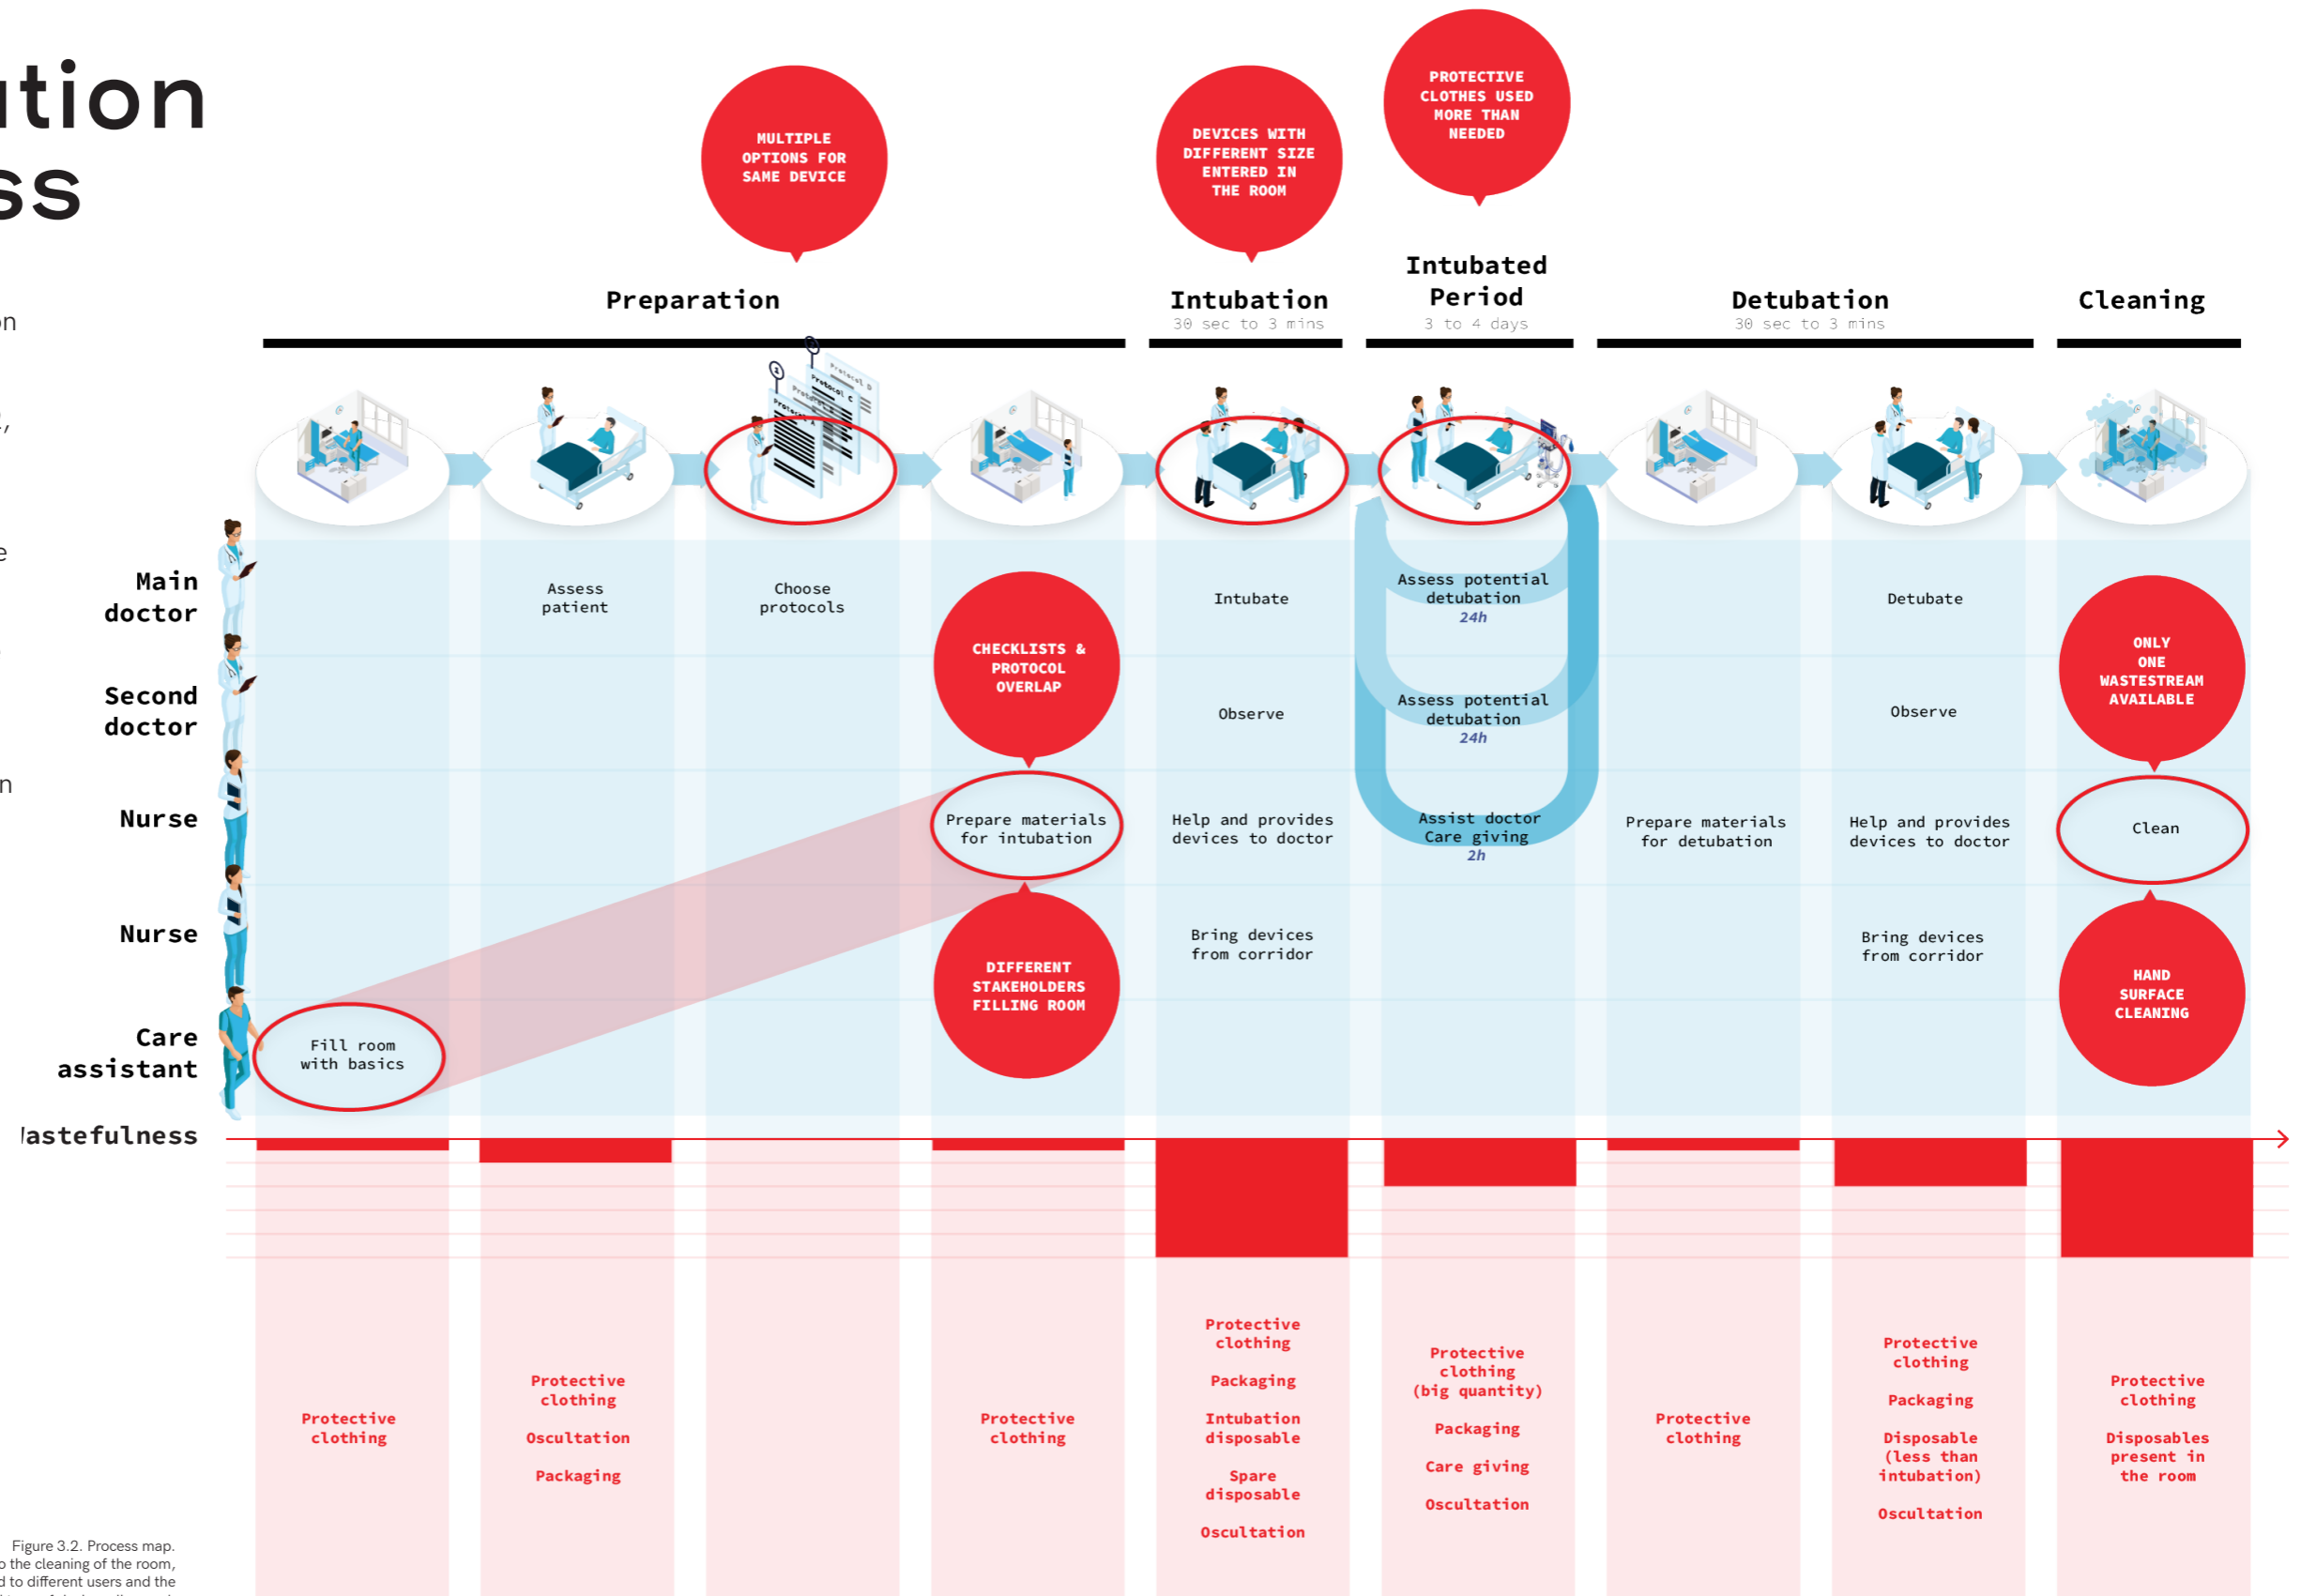 ution
ss
MULTIPLE
OPTIONS FOR
SAME DEVICE
DEVICES WITH
DIFFERENT SIZE
ENTERED IN
THE ROOM
PROTECTIVE
CLOTHES USED
MORE THAN
NEEDED
Preparation
Intubation
30 sec to 3 mins
Intubated
Period
3 to 4 days
Detubation
30 sec to 3 mins
Cleaning
on
e
n
Protocol A
Protocol C
Protocol D
Main
doctor
Assess
patient
Choose
protocols
Intubate
Assess potential
detubation
24h
Detubate
CHECKLISTS &
PROTOCOL
OVERLAP
ONLY
ONE
WASTESTREAM
AVAILABLE
Second
doctor
Observe
Assess potential
detubation
24h
Observe
Nurse
Prepare materials
for intubation
Help and provides
devices to doctor
Assist doctor
Care giving
2h
Prepare materials
for detubation
Help and provides
devices to doctor
Clean
Nurse
DIFFERENT
STAKEHOLDERS
FILLING ROOM
Bring devices
from corridor
Bring devices
from corridor
HAND
SURFACE
CLEANING
Care
assistant
Fill room
with basics
lastefulness
Protective
clothing
Protective
clothing
Oscultation
Packaging
Protective
clothing
Protective
clothing
Packaging
Intubation
disposable
Spare
disposable
Oscultation
Protective
clothing
(big quantity)
Packaging
Care giving
Oscultation
Protective
clothing
Protective
clothing
Packaging
Disposable
(less than
intubation)
Oscultation
Protective
clothing
Disposables
present in
the room
Figure 3.2. Process map.
o the cleaning of the room,
d to different users and the